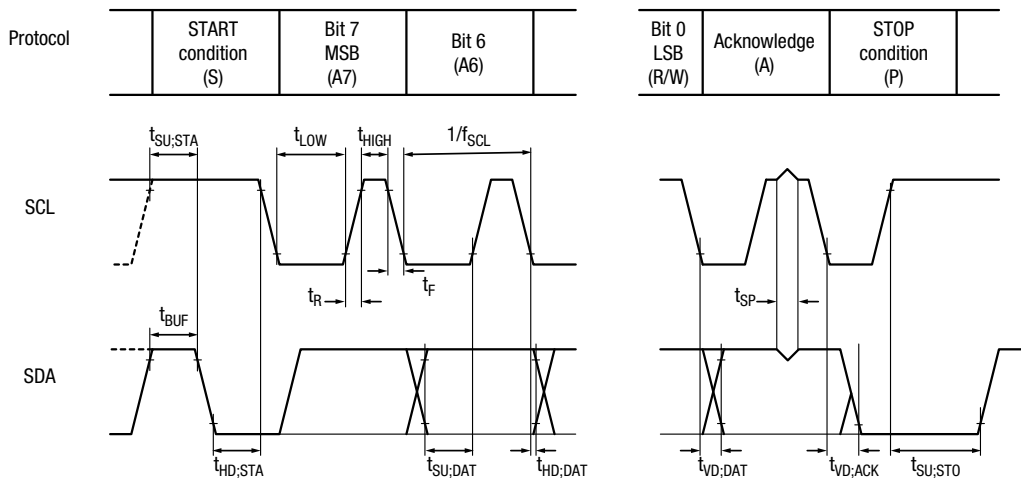 Protocol
START
condition
(S)
Bit 7
MSB
(A7)
Bit 6
(A6)
Bit 0
LSB
(R/W)
Acknowledge
(A)
STOP
condition
(P)
tSU;STA
tLOW
tHIGH
1/fSCL
SCL
tR
tF
tSP
tBUF
SDA
tHD;STA
tSU;DAT
tHD;DAT
tVD;DAT
tVD;ACK
tSU;STO